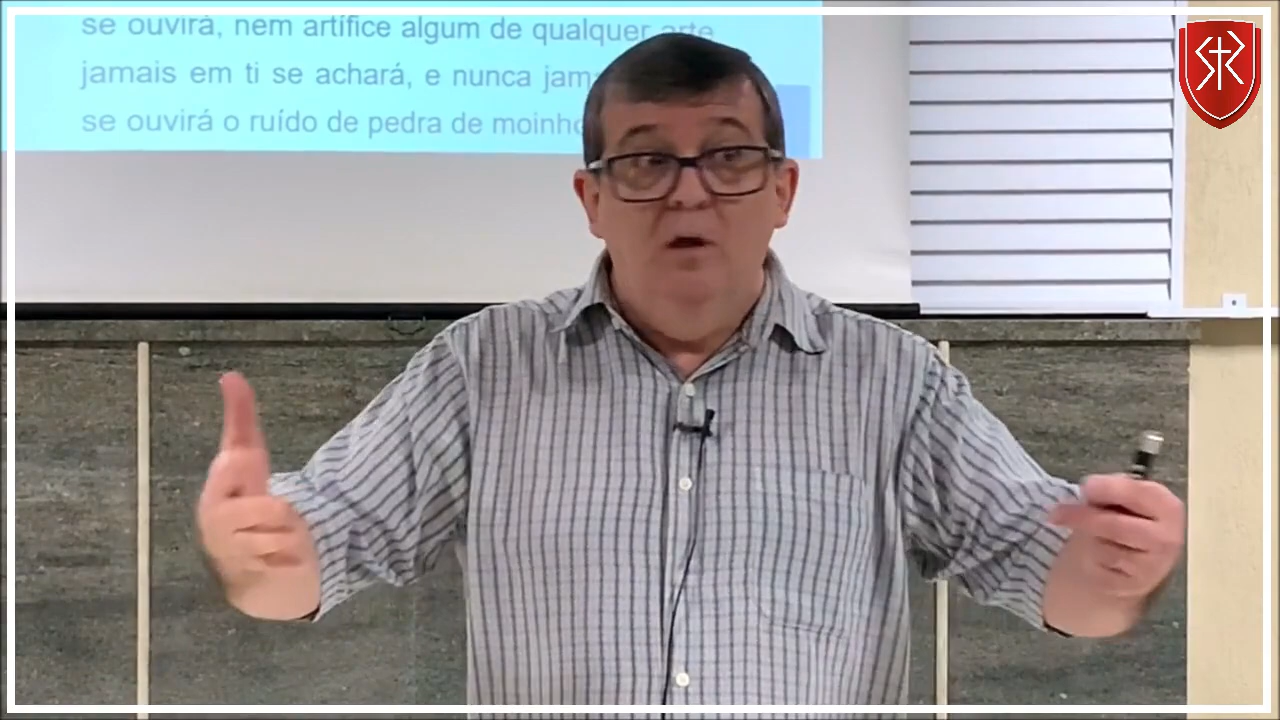 se ouvirá, nem artífice algum de qualquer arte
jamais em ti se achará, e nunca
se ouvirá o ruído de pedra de